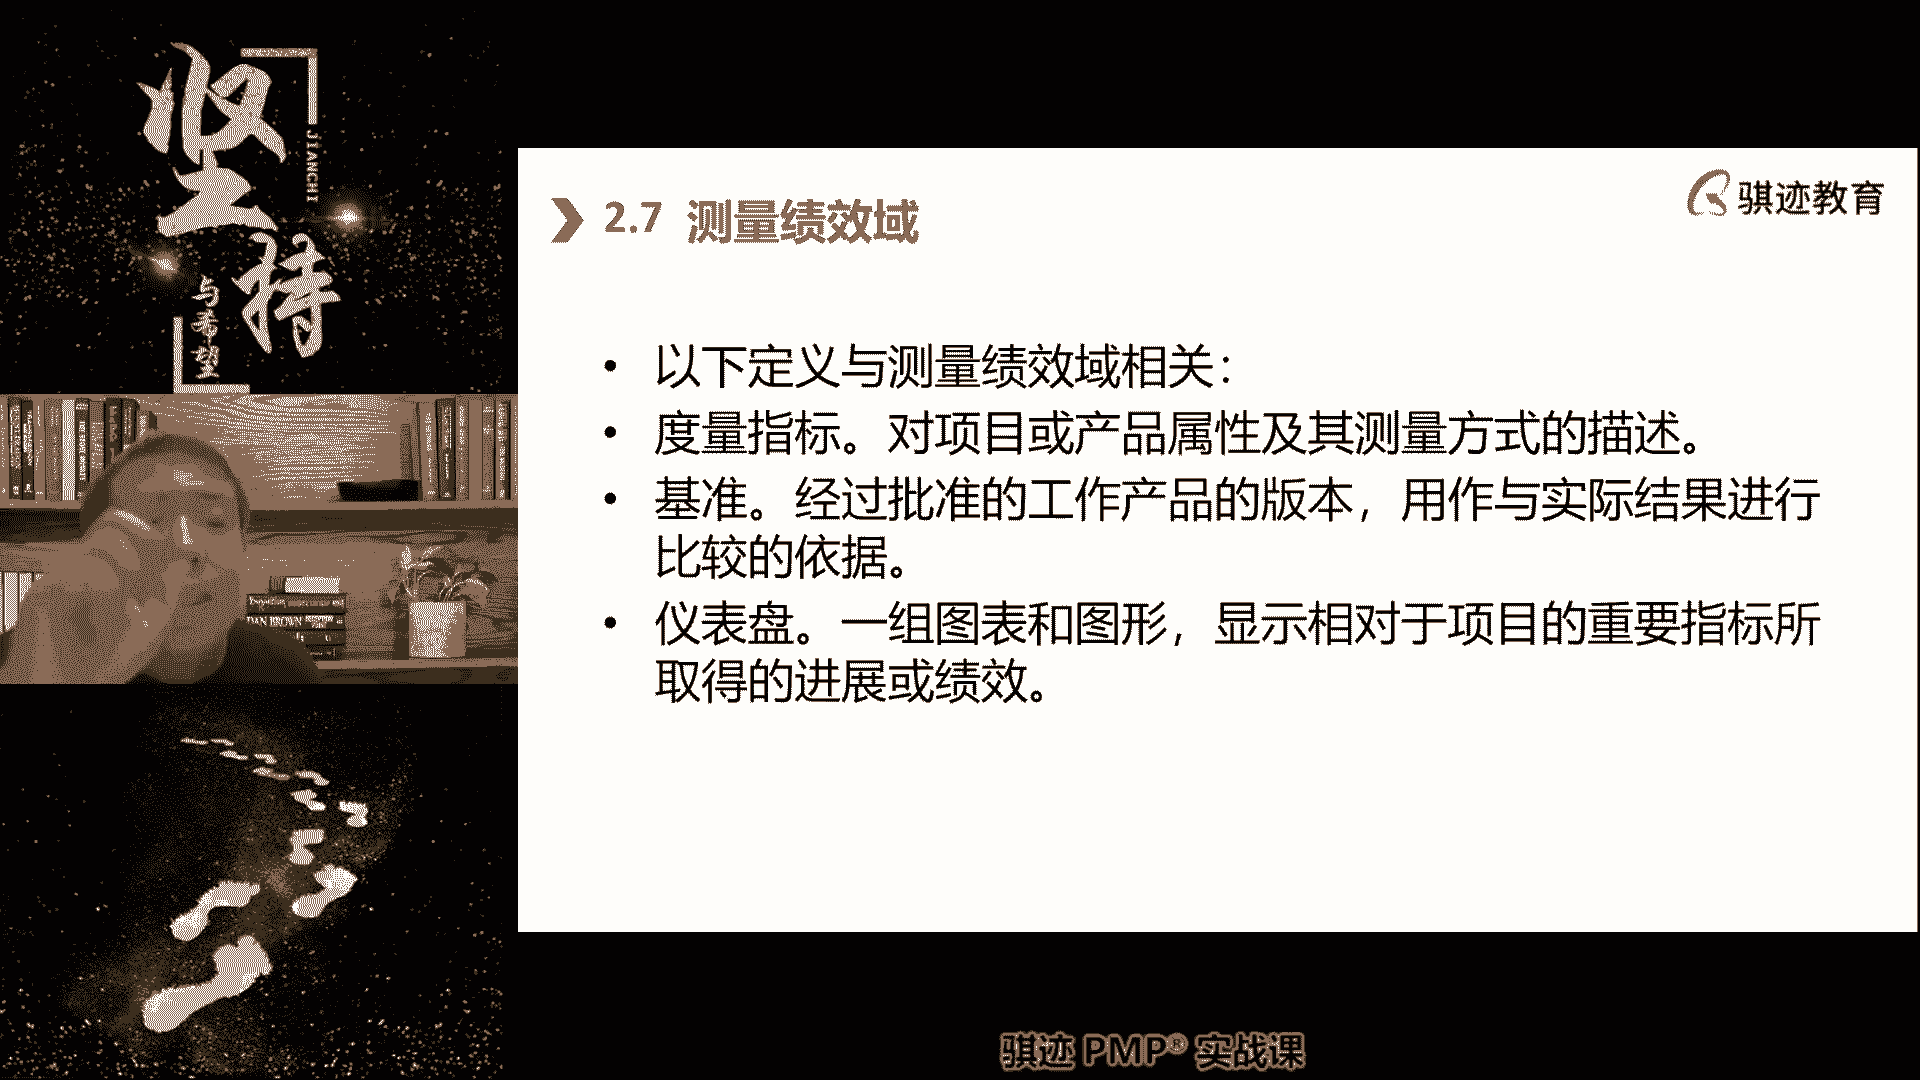 坚持
JIANCHI
与希望
DAN BROWN
骐迹教育
2.7 测量绩效域
• 以下定义与测量绩效域相关：
• 度量指标。对项目或产品属性及其测量方式的描述。
• 基准。经过批准的工作产品的版本，用作与实际结果进行
比较的依据。
• 仪表盘。一组图表和图形，显示相对于项目的重要指标所
取得的进展或绩效。
骐迹 PMP® 实战课